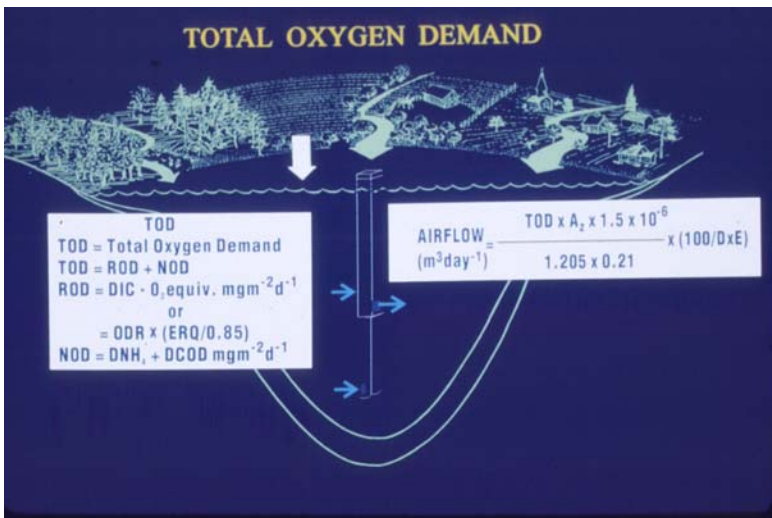 TOTAL OXYGEN DEMAND
TOD
TOD = Total Oxygen Demand
TOD = ROD + NOD
ROD = DIC - O₂equiv. mgm⁻²d⁻¹
or
= ODR x (ERQ/0.85)
NOD = DNH₄ + DCOD mgm⁻²d⁻¹
AIRFLOW = TOD x A₂ x 1.5 x 10⁻⁶ x (100/DxE)
(m³day⁻¹) 1.205 x 0.21